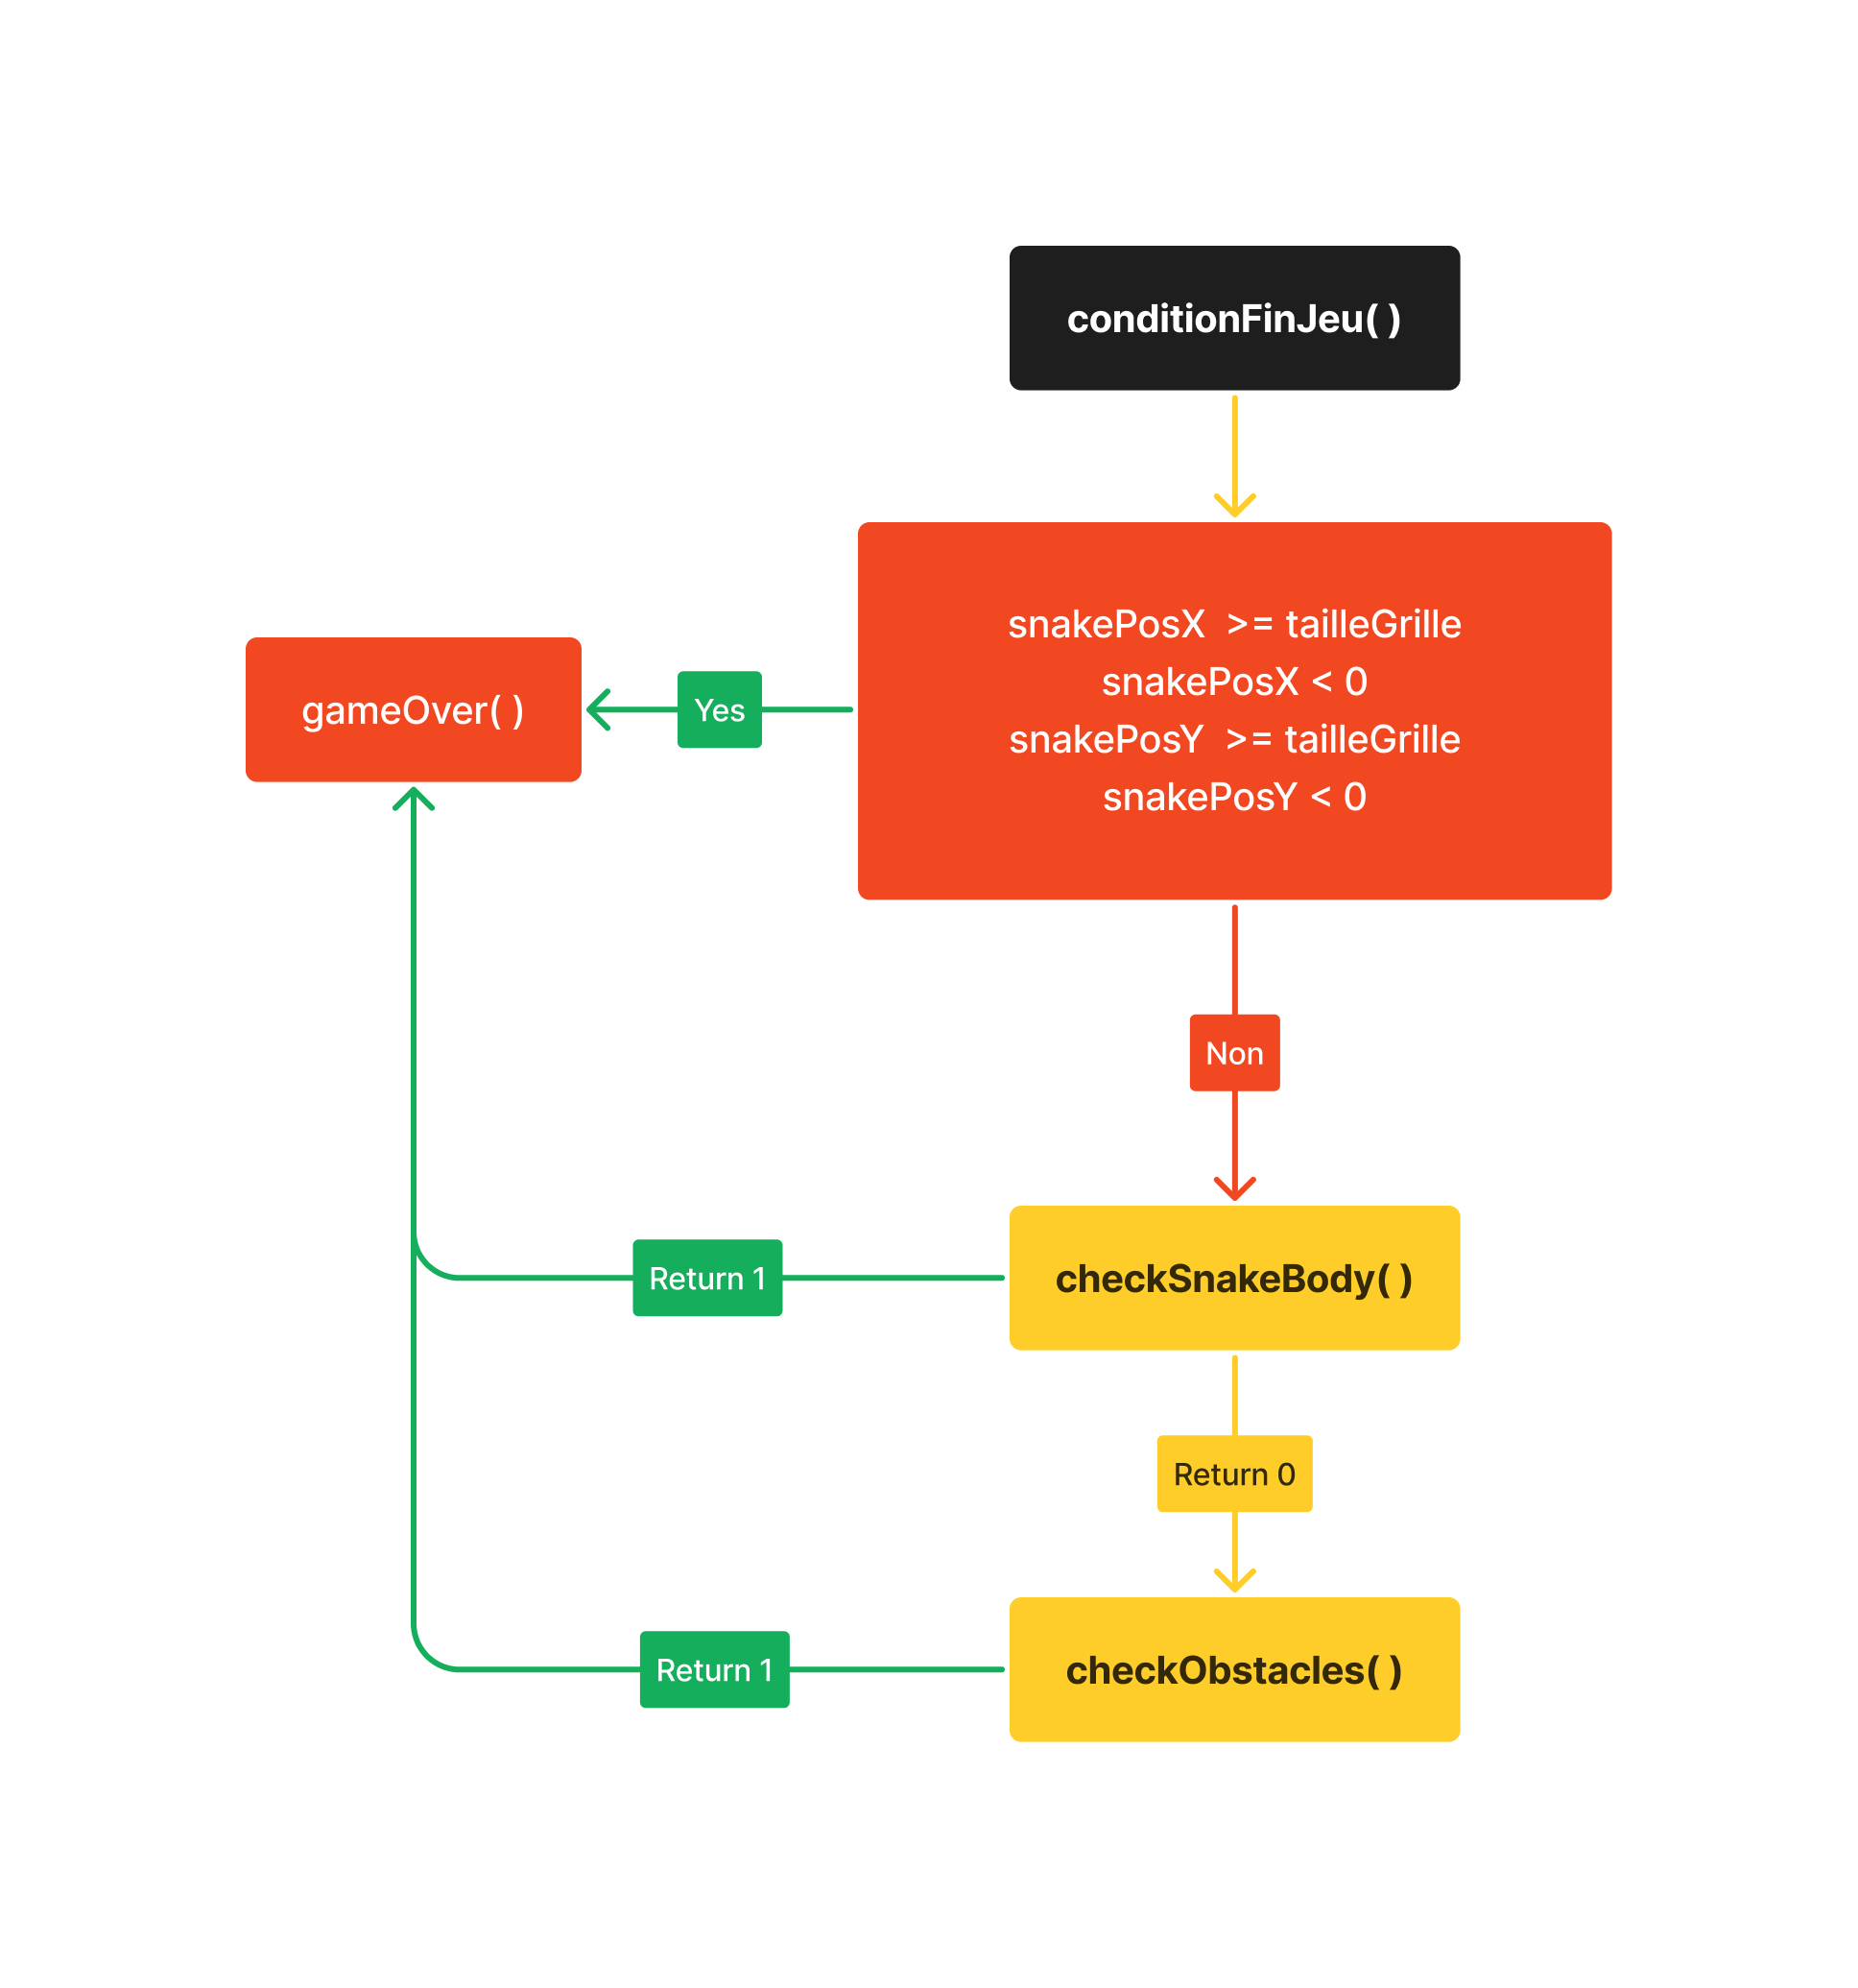 conditionFinJeu( )
snakePosX  >= tailleGrille
snakePosX < 0
snakePosY  >= tailleGrille
snakePosY < 0
Yes
gameOver( )
Non
checkSnakeBody( )
Return 1
Return 0
checkObstacles( )
Return 1